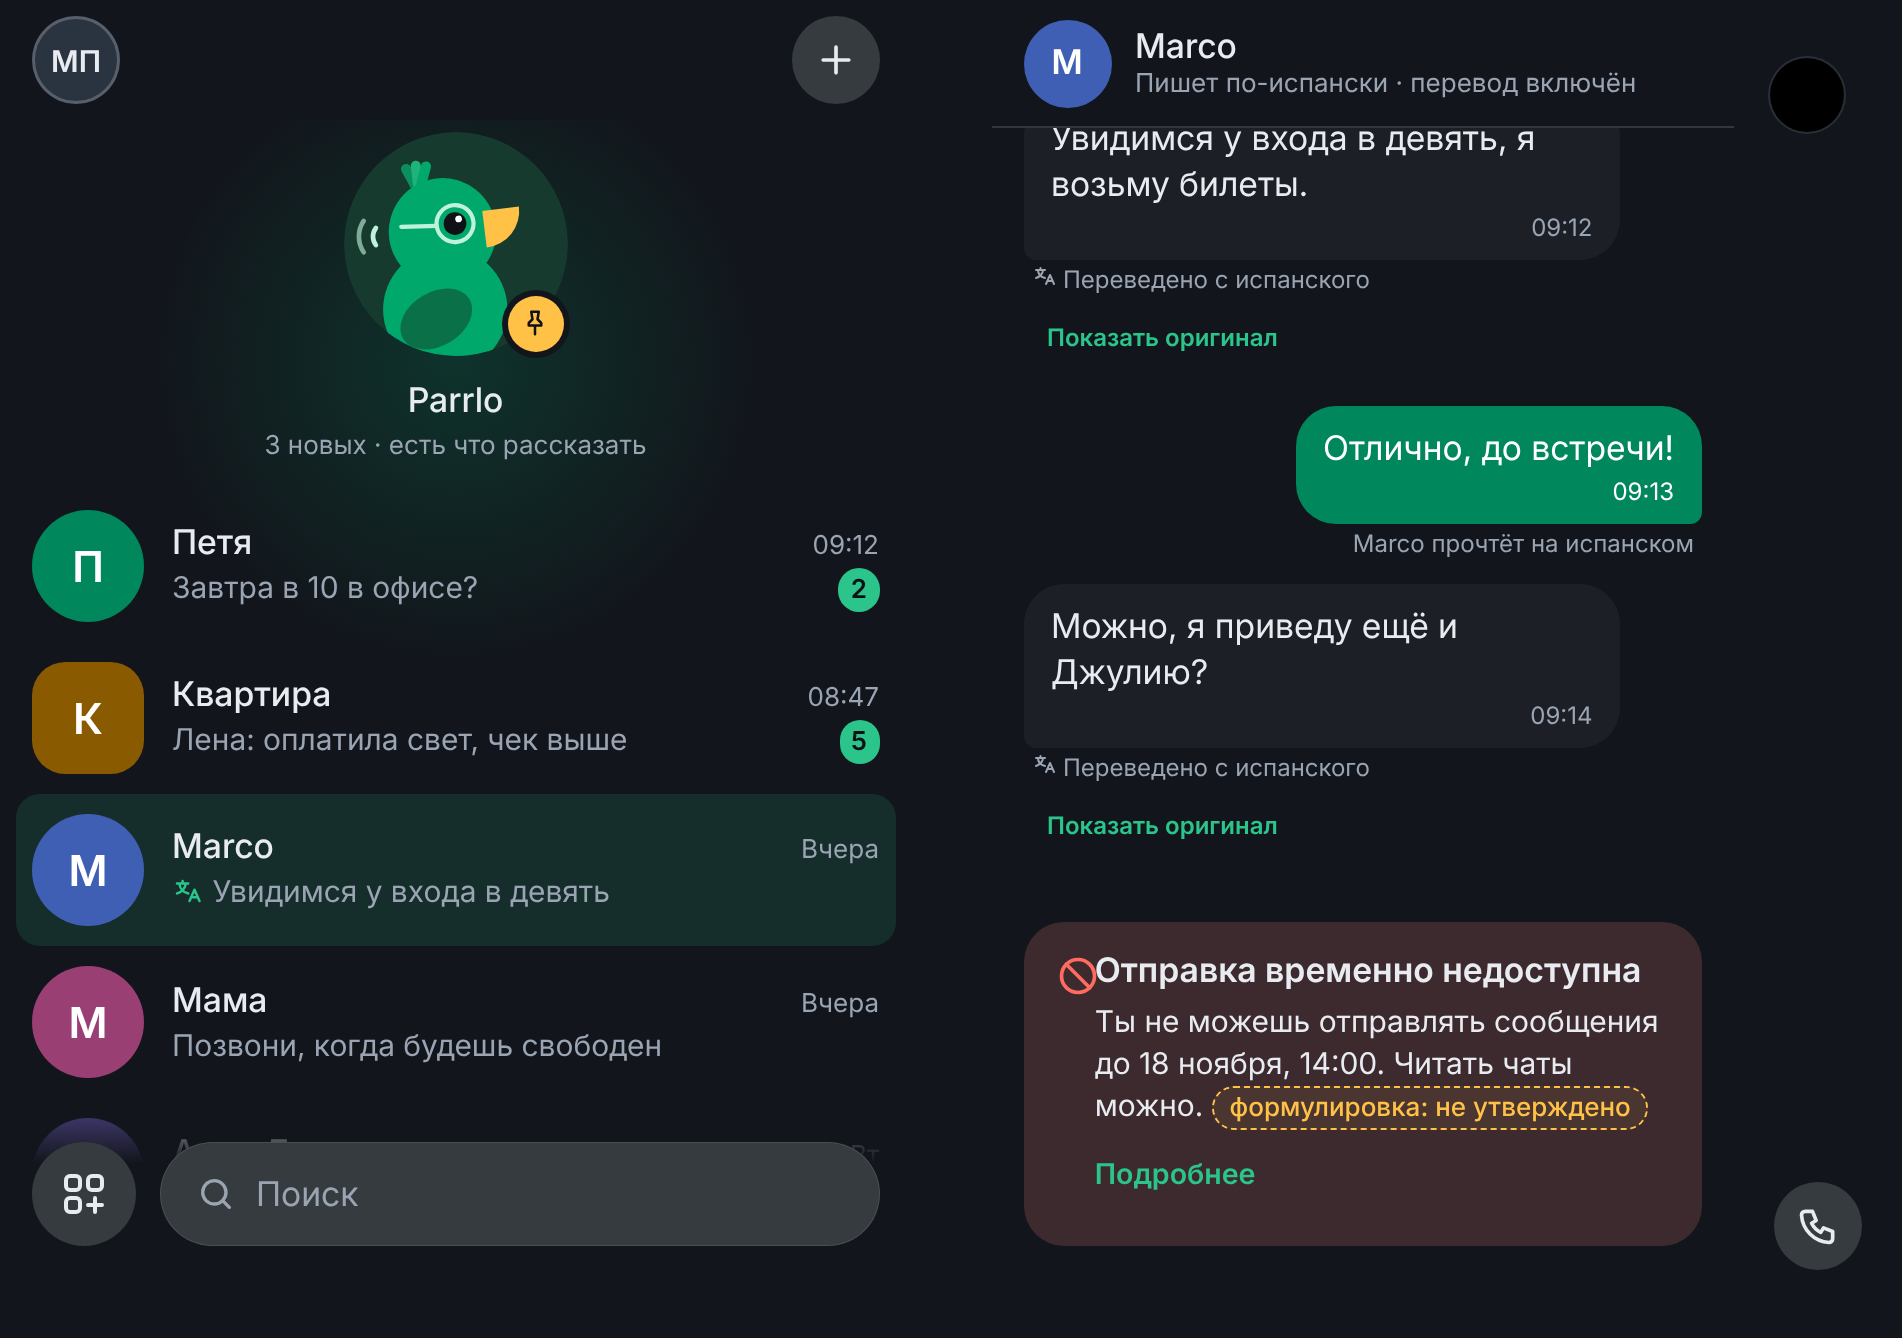 МП
Parrlo
3 новых · есть что рассказать
П
Петя
09:12
Завтра в 10 в офисе?
2
К
Квартира
08:47
Лена: оплатила свет, чек выше
5
M
Marco
Вчера
Увидимся у входа в девять
М
Мама
Вчера
Позвони, когда будешь свободен
Вт
Поиск
M
Marco
Пишет по-испански · перевод включён
Увидимся у входа в девять, я
возьму билеты.
09:12
Переведено с испанского
Показать оригинал
Отлично, до встречи!
09:13
Marco прочтёт на испанском
Можно, я приведу ещё и
Джулию?
09:14
Переведено с испанского
Показать оригинал
Отправка временно недоступна
Ты не можешь отправлять сообщения
до 18 ноября, 14:00. Читать чаты
можно. формулировка: не утверждено
Подробнее